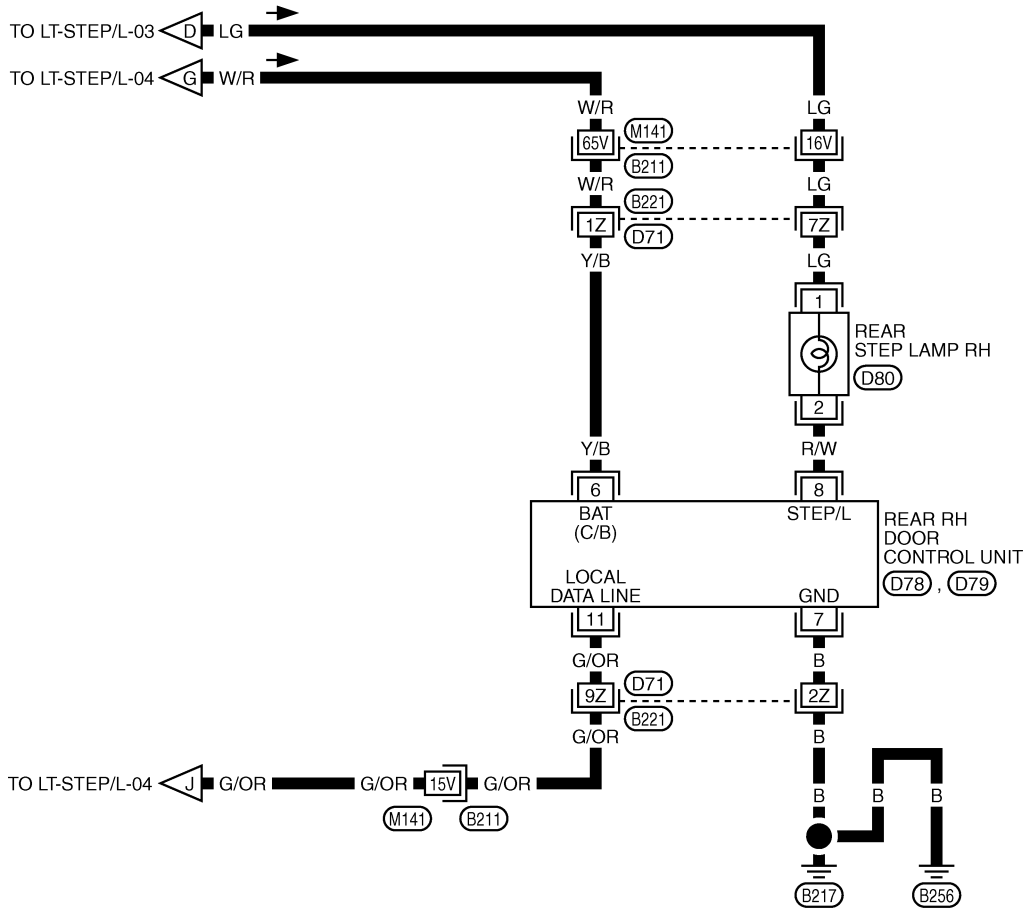 TO LT-STEP/L-03 D LG
TO LT-STEP/L-04 G W/R
W/R LG
65V M141 16V
B211
W/R LG
B221
1Z 7Z
D71
Y/B LG
1
REAR
STEP LAMP RH
D80
2
Y/B R/W
6 8
BAT STEP/L
(C/B)
REAR RH
DOOR
CONTROL UNIT
D78 , D79
LOCAL
DATA LINE GND
11 7
G/OR B
D71
9Z 2Z
B221
G/OR B
TO LT-STEP/L-04 J G/OR G/OR 15V G/OR
B B B
M141 B211
B217 B256